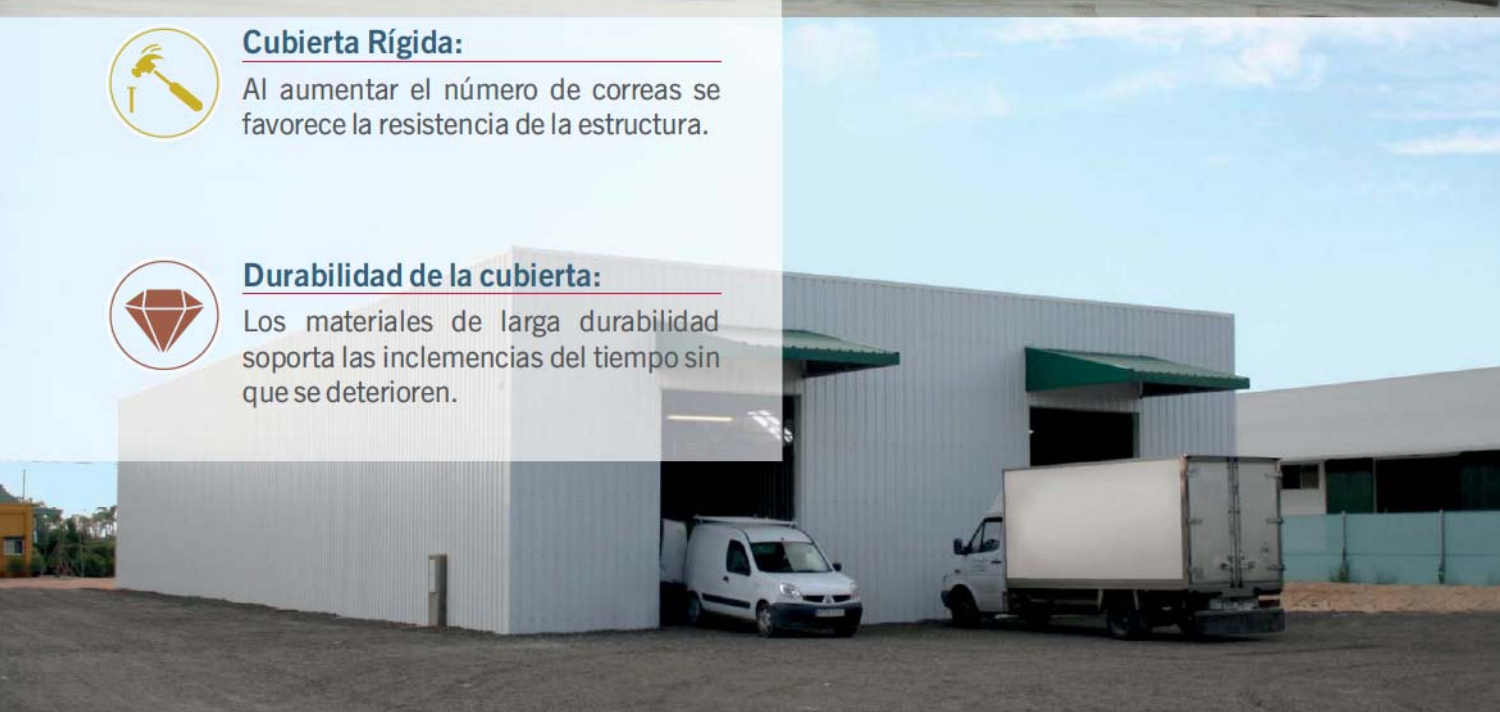 Cubierta Rígida:
Al aumentar el número de correas se
favorece la resistencia de la estructura.
Durabilidad de la cubierta:
Los materiales de larga durabilidad
soporta las inclemencias del tiempo sin
que se deterioren.